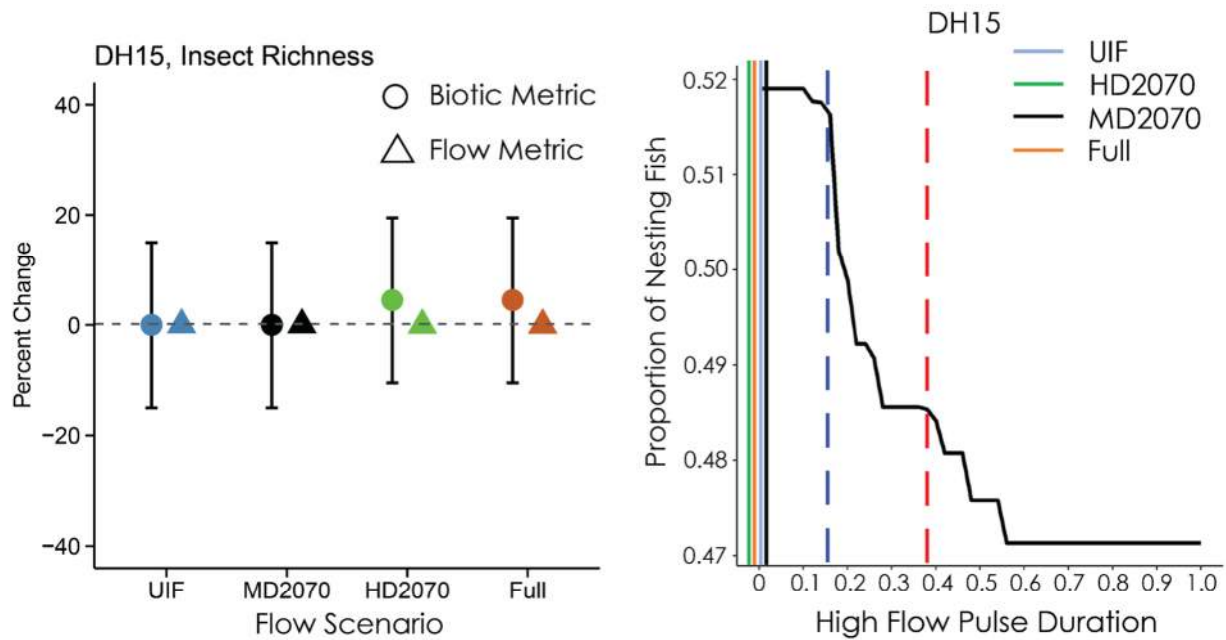 DH15, Insect Richness
Biotic Metric
Flow Metric
Percent Change
40
20
0
−20
−40
UIF
MD2070
HD2070
Full
Flow Scenario
DH15
UIF
HD2070
MD2070
Full
Proportion of Nesting Fish
0.52
0.51
0.50
0.49
0.48
0.47
0 0.1 0.2 0.3 0.4 0.5 0.6 0.7 0.8 0.9 1.0
High Flow Pulse Duration